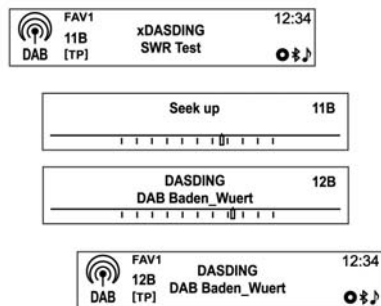 FAV1 12:34
11B xDASDING
DAB [TP] SWR Test
Seek up 11B
DASDING 12B
DAB Baden_Wuert
FAV1 12:34
12B DASDING
DAB [TP] DAB Baden_Wuert